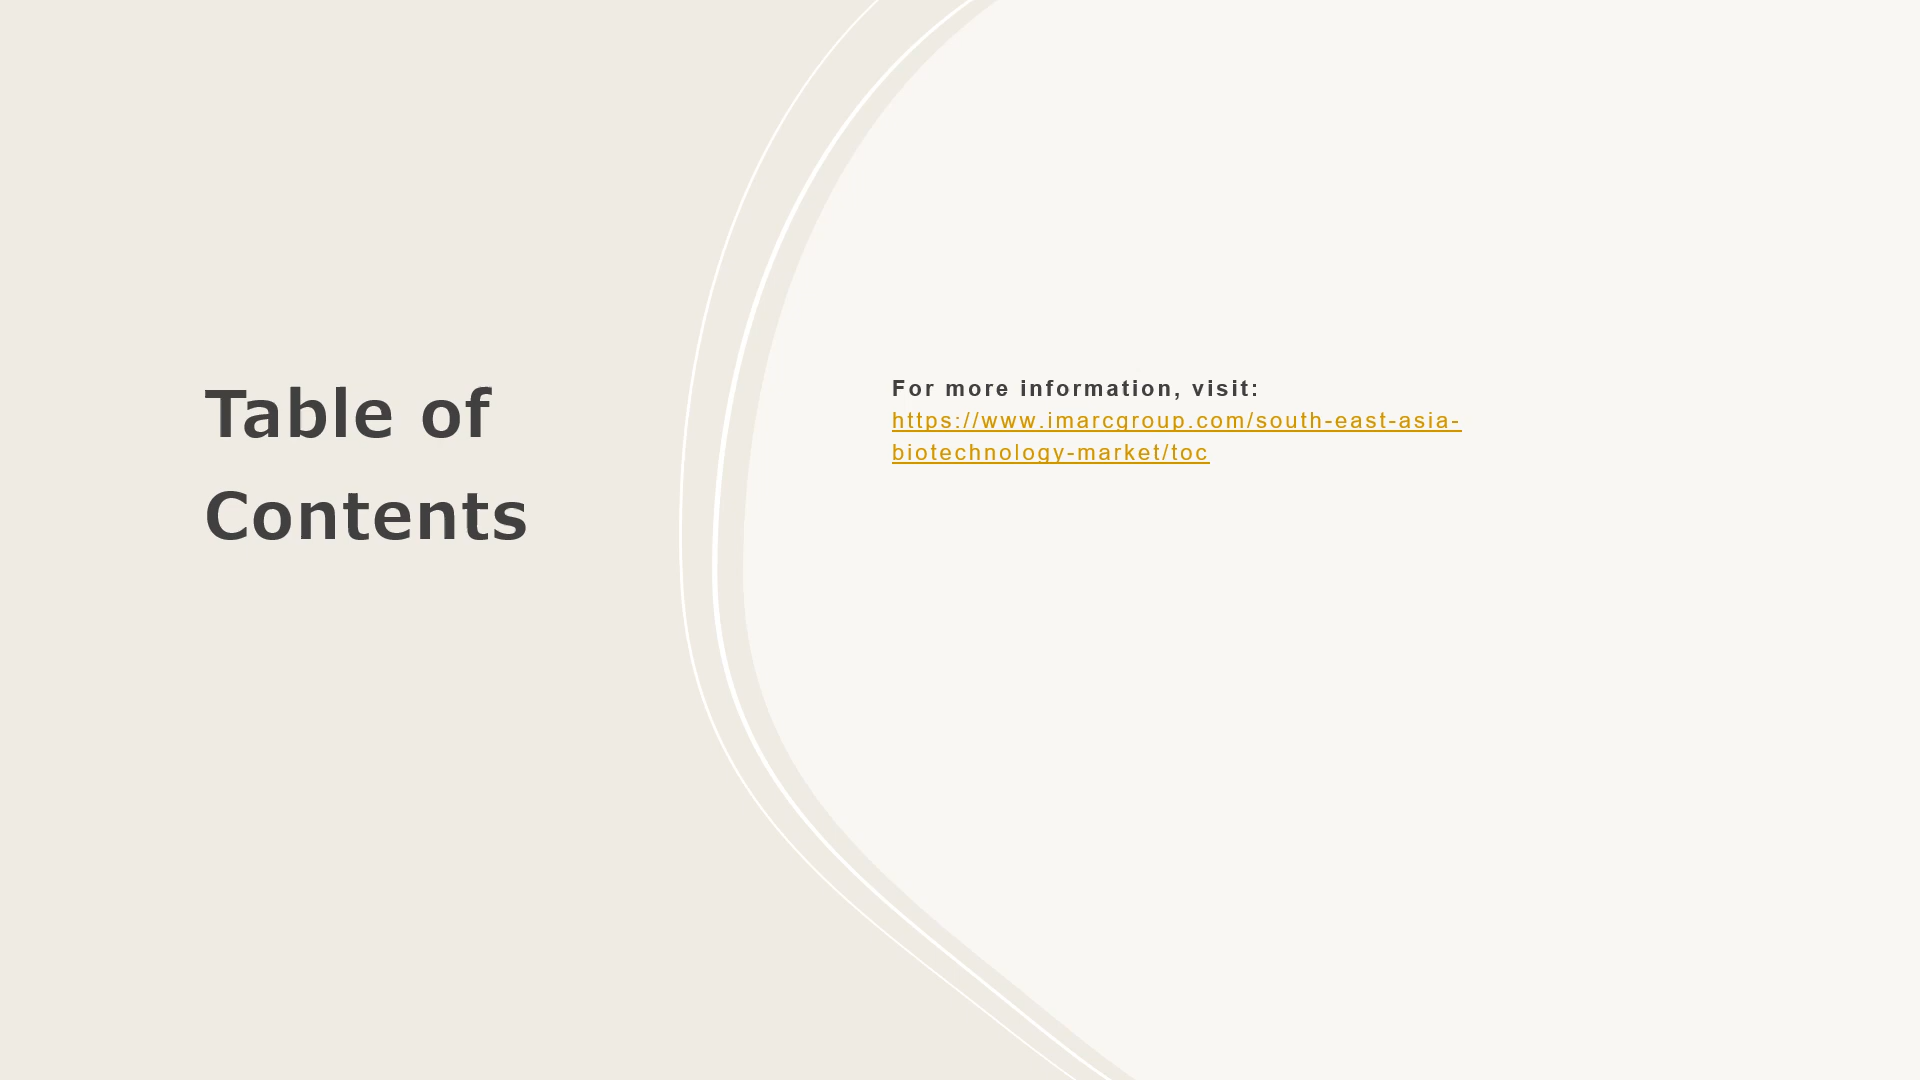 Table of
Contents
For more information, visit:
https://www.imarcgroup.com/south-east-asia-
biotechnology-market/toc